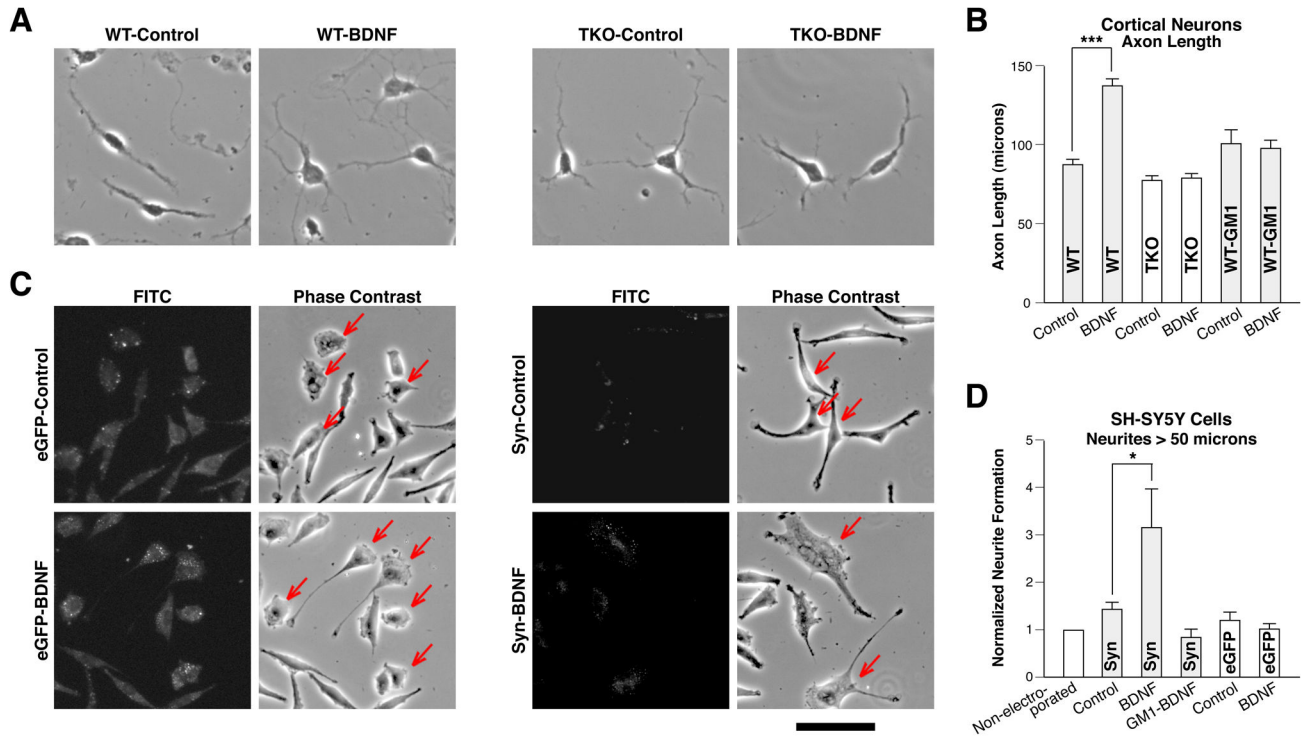 A
WT-Control
WT-BDNF
TKO-Control
TKO-BDNF
B
Cortical Neurons
Axon Length
***
Axon Length (microns)
150
100
50
0
WT
WT
TKO
TKO
WT-GM1
WT-GM1
Control
BDNF
Control
BDNF
Control
BDNF
C
FITC
Phase Contrast
FITC
Phase Contrast
eGFP-Control
Syn-Control
eGFP-BDNF
Syn-BDNF
D
SH-SY5Y Cells
Neurites > 50 microns
*
Normalized Neurite Formation
5
4
3
2
1
0
Syn
Syn
Syn
eGFP
eGFP
Non-electro-
porated
Control
BDNF
GM1-BDNF
Control
BDNF